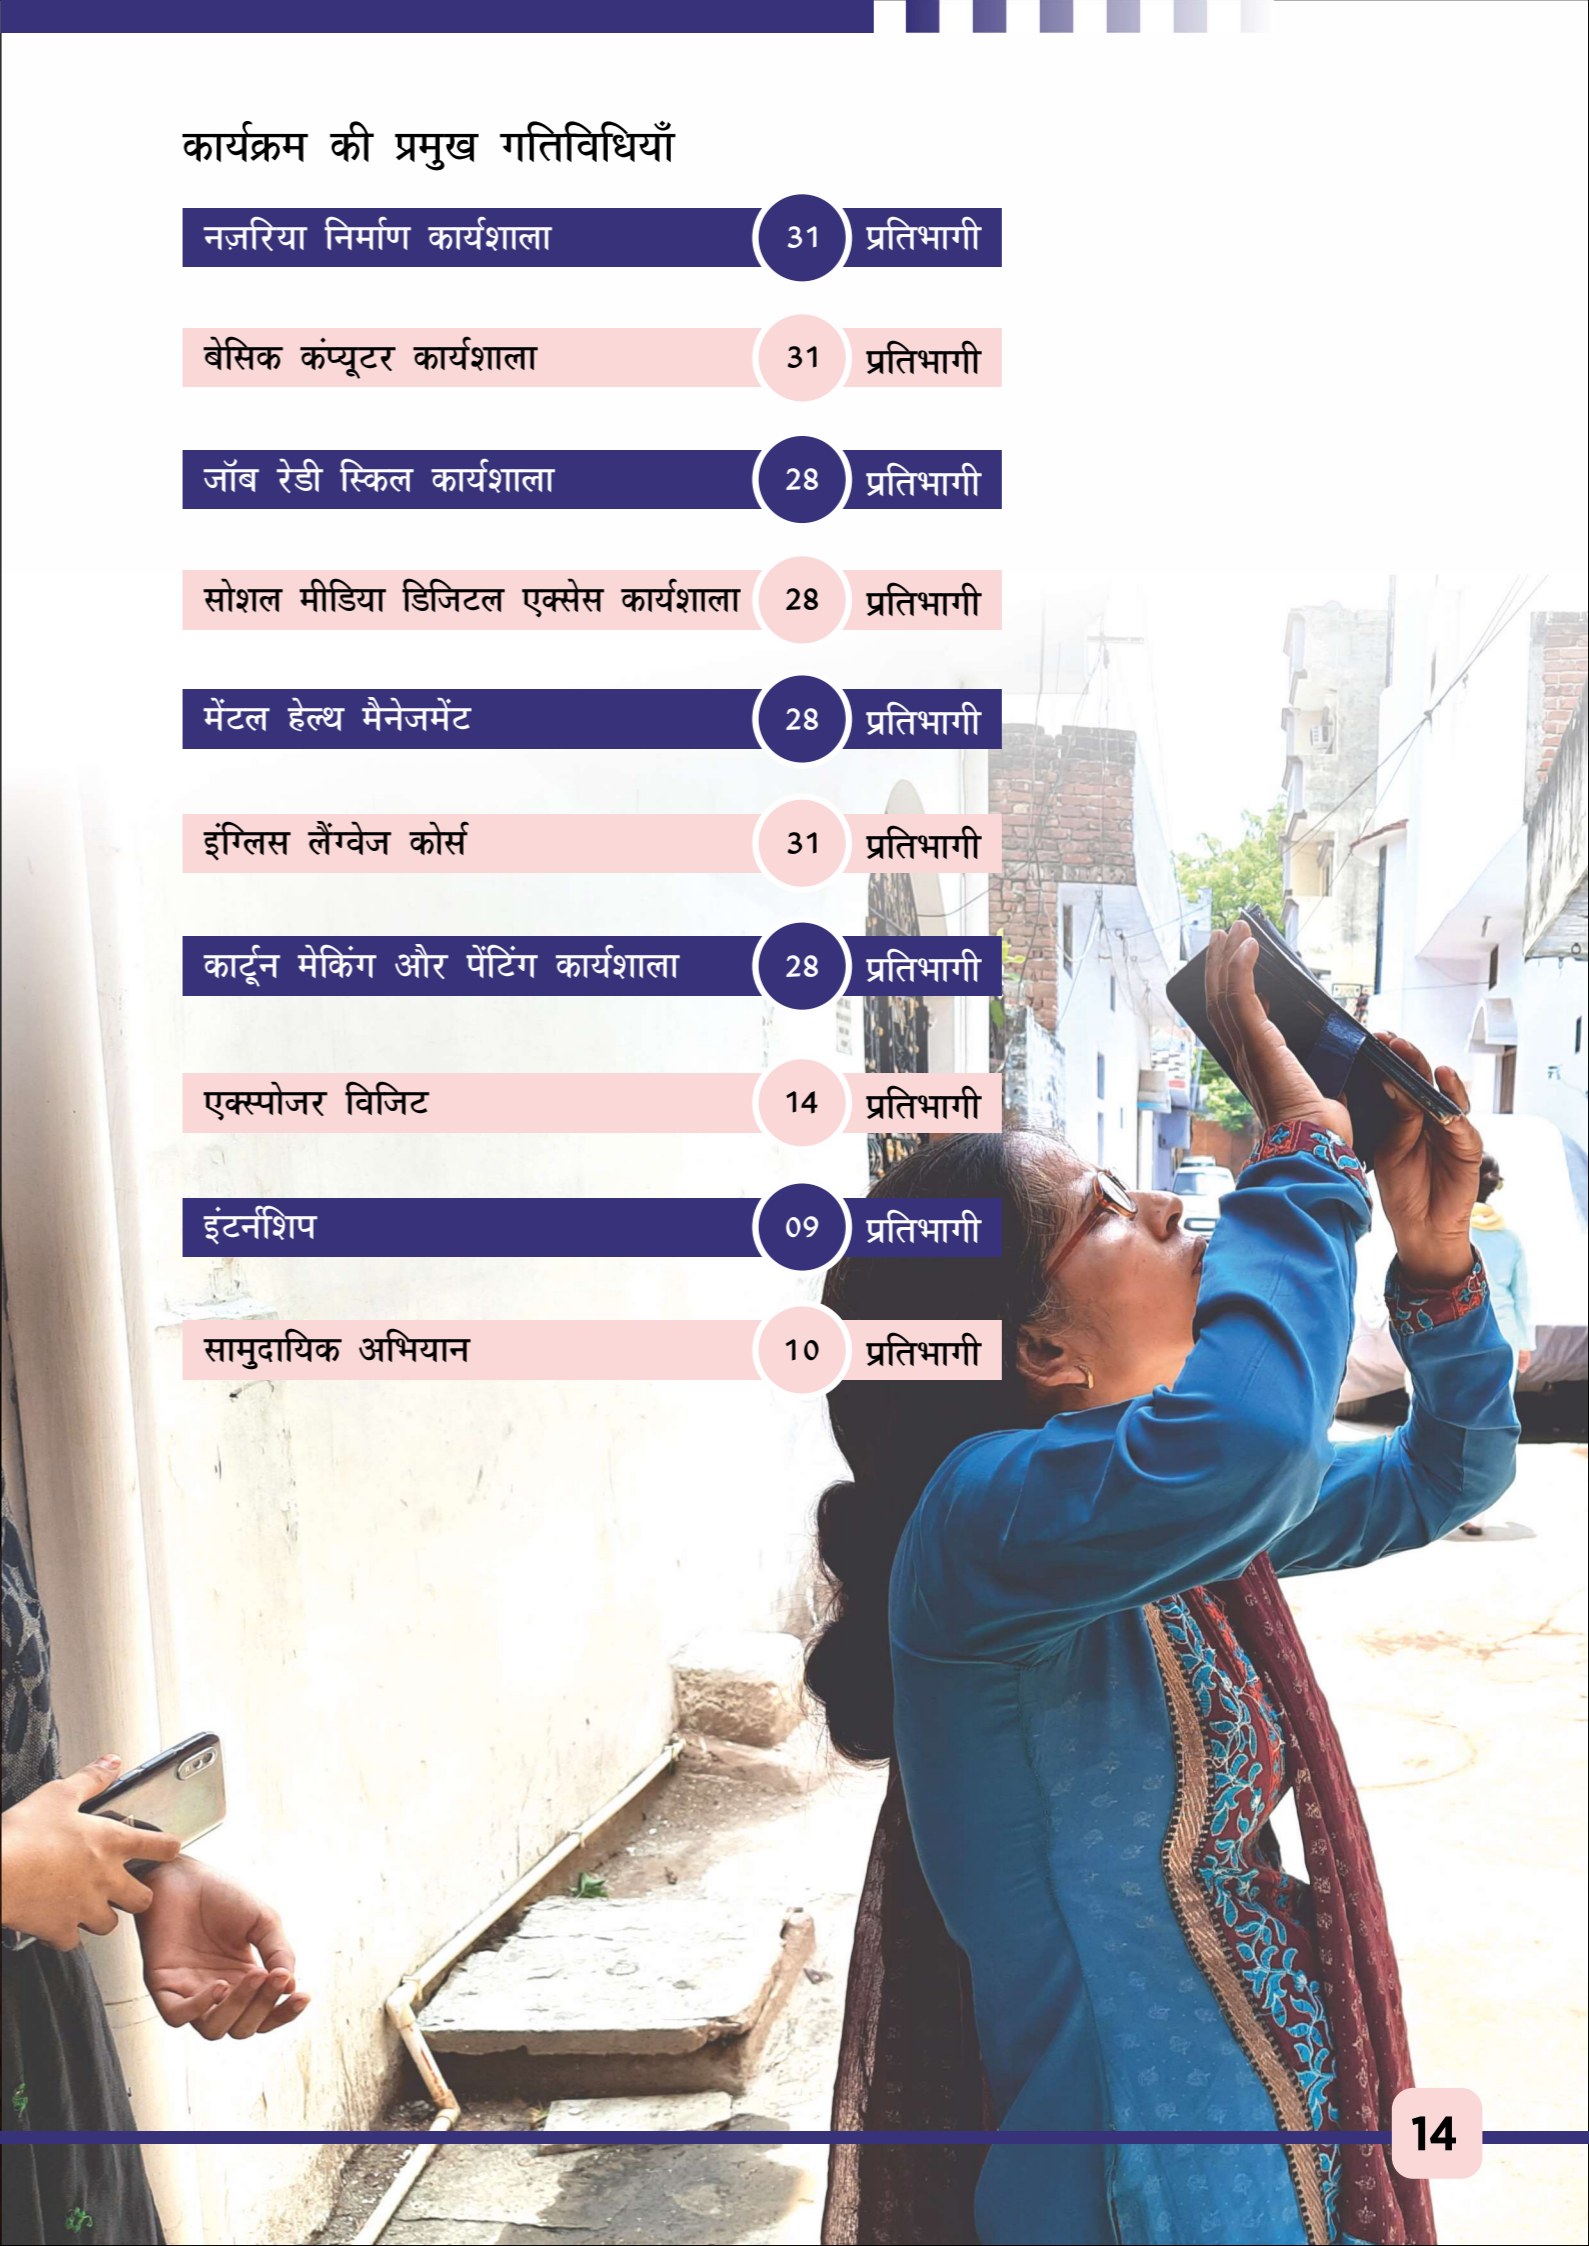 कार्यक्रम की प्रमुख गतिविधियाँ
नज़रिया निर्माण कार्यशाला 31 प्रतिभागी
बेसिक कंप्यूटर कार्यशाला 31 प्रतिभागी
जॉब रेडी स्किल कार्यशाला 28 प्रतिभागी
सोशल मीडिया डिजिटल एक्सेस कार्यशाला 28 प्रतिभागी
मेंटल हेल्थ मैनेजमेंट 28 प्रतिभागी
इंग्लिस लैंग्वेज कोर्स 31 प्रतिभागी
कार्टून मेकिंग और पेंटिंग कार्यशाला 28 प्रतिभागी
एक्स्पोजर विजिट 14 प्रतिभागी
इंटर्नशिप 09 प्रतिभागी
सामुदायिक अभियान 10 प्रतिभागी
14